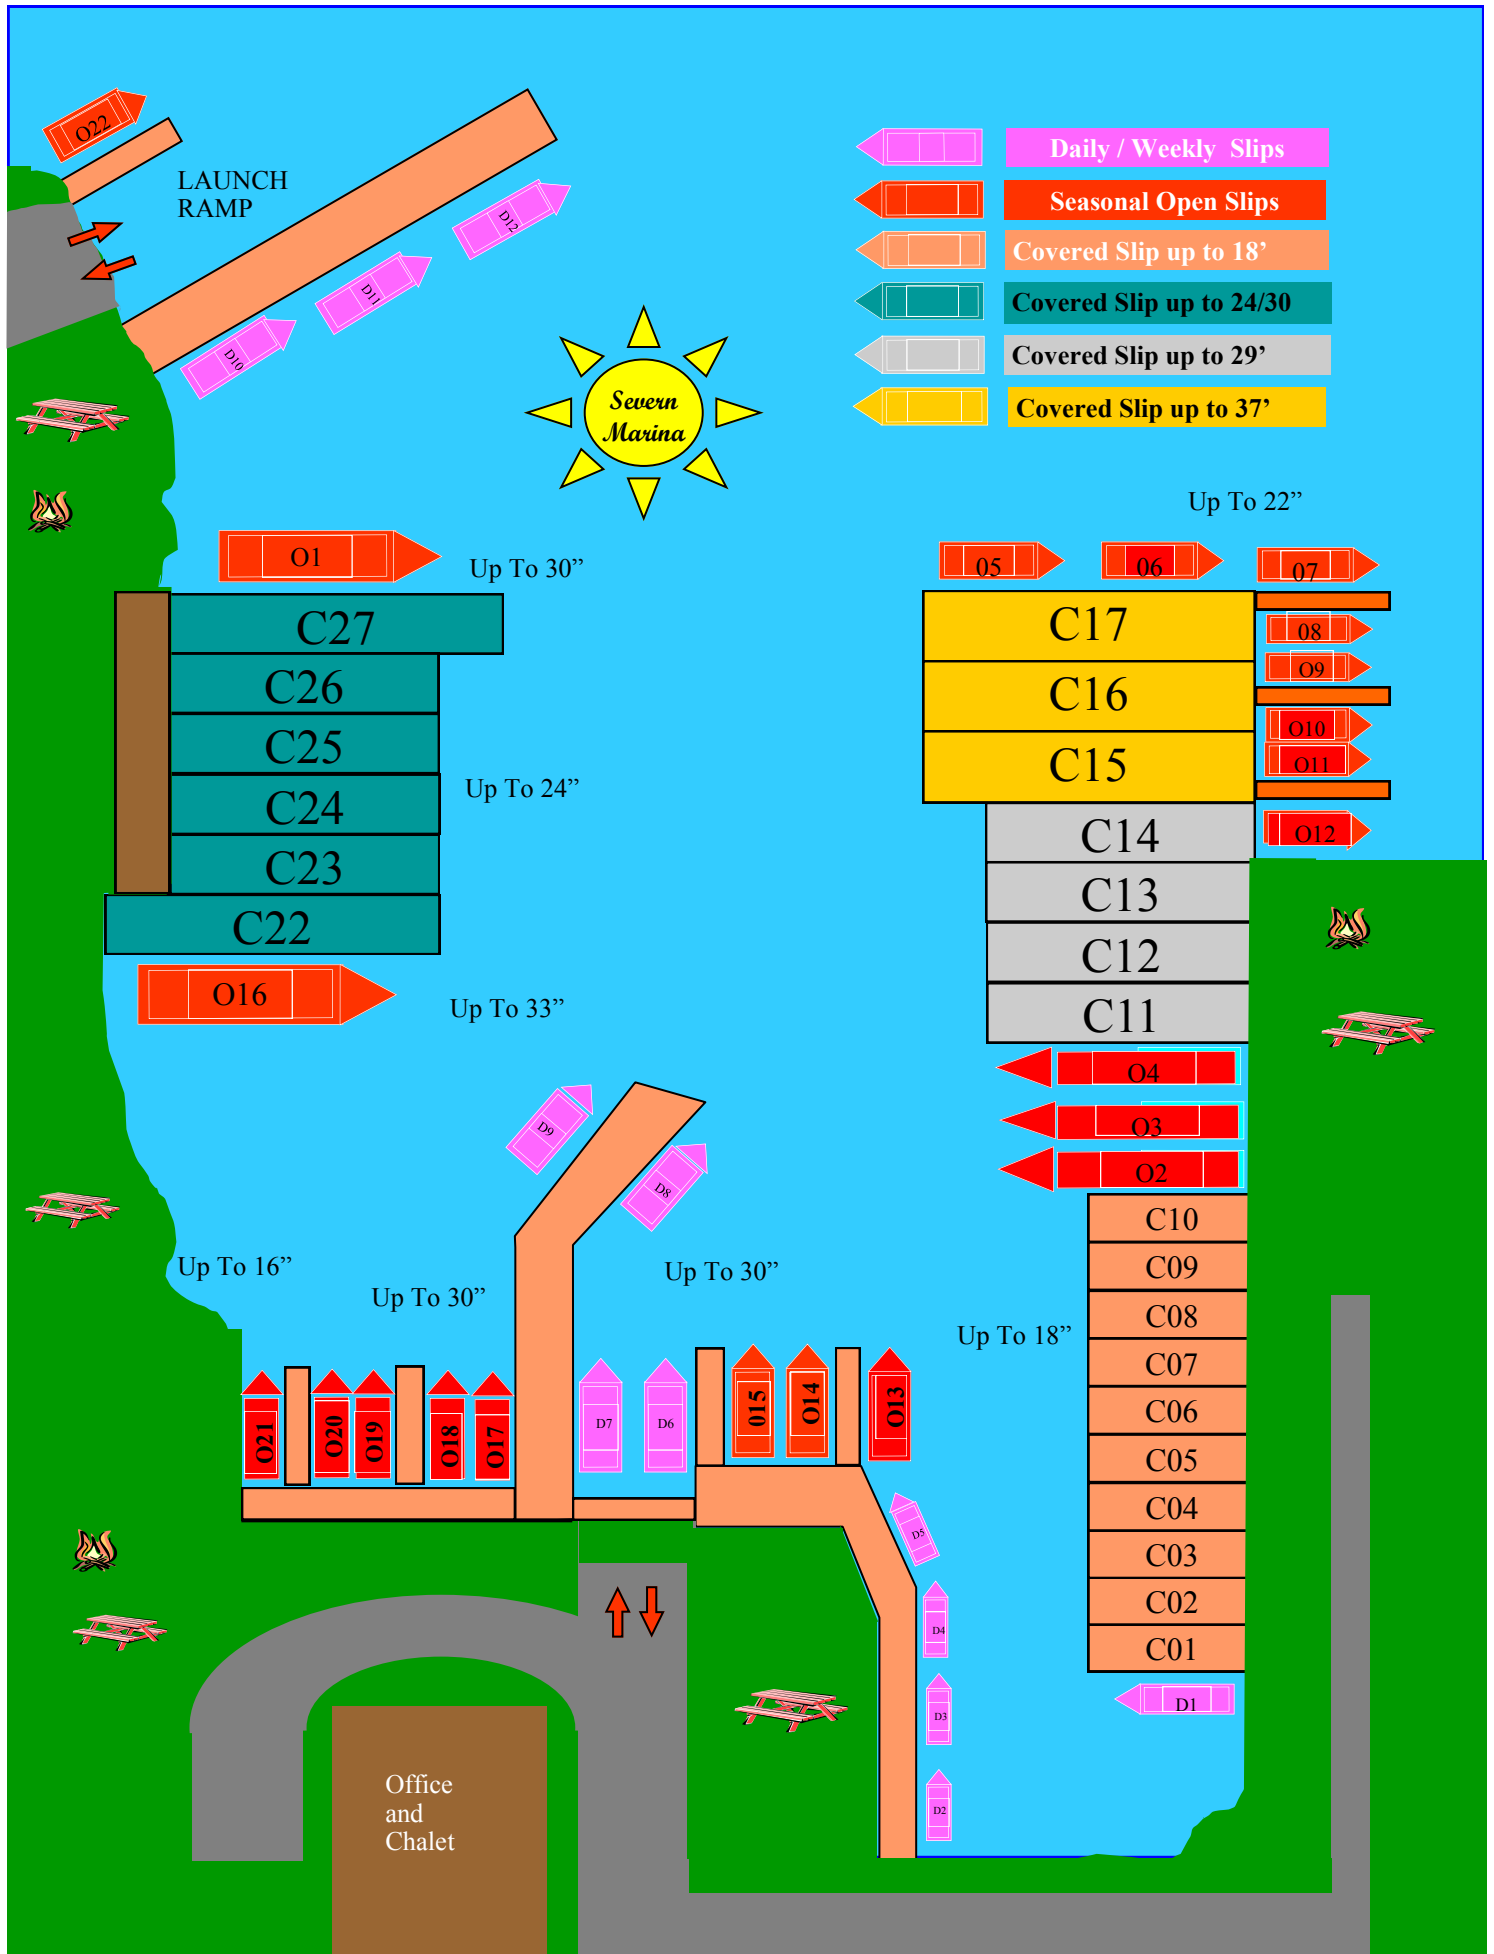 O22
LAUNCH
RAMP
D12
D11
D10
Daily / Weekly  Slips
Seasonal Open Slips
Covered Slip up to 18’
Covered Slip up to 24/30
Covered Slip up to 29’
Covered Slip up to 37’
Severn
Marina
Up To 22”
O1
Up To 30”
05
06
07
08
O9
O10
O11
O12
C27
C26
C25
C24
C23
C22
Up To 24”
C17
C16
C15
C14
C13
C12
C11
O16
Up To 33”
O4
O3
O2
D9
D8
C10
C09
C08
C07
C06
C05
C04
C03
C02
C01
Up To 16”
Up To 30”
Up To 30”
Up To 18”
O21
O20
O19
O18
O17
D7
D6
015
O14
O13
D5
D4
D3
D2
D1
Office
and
Chalet